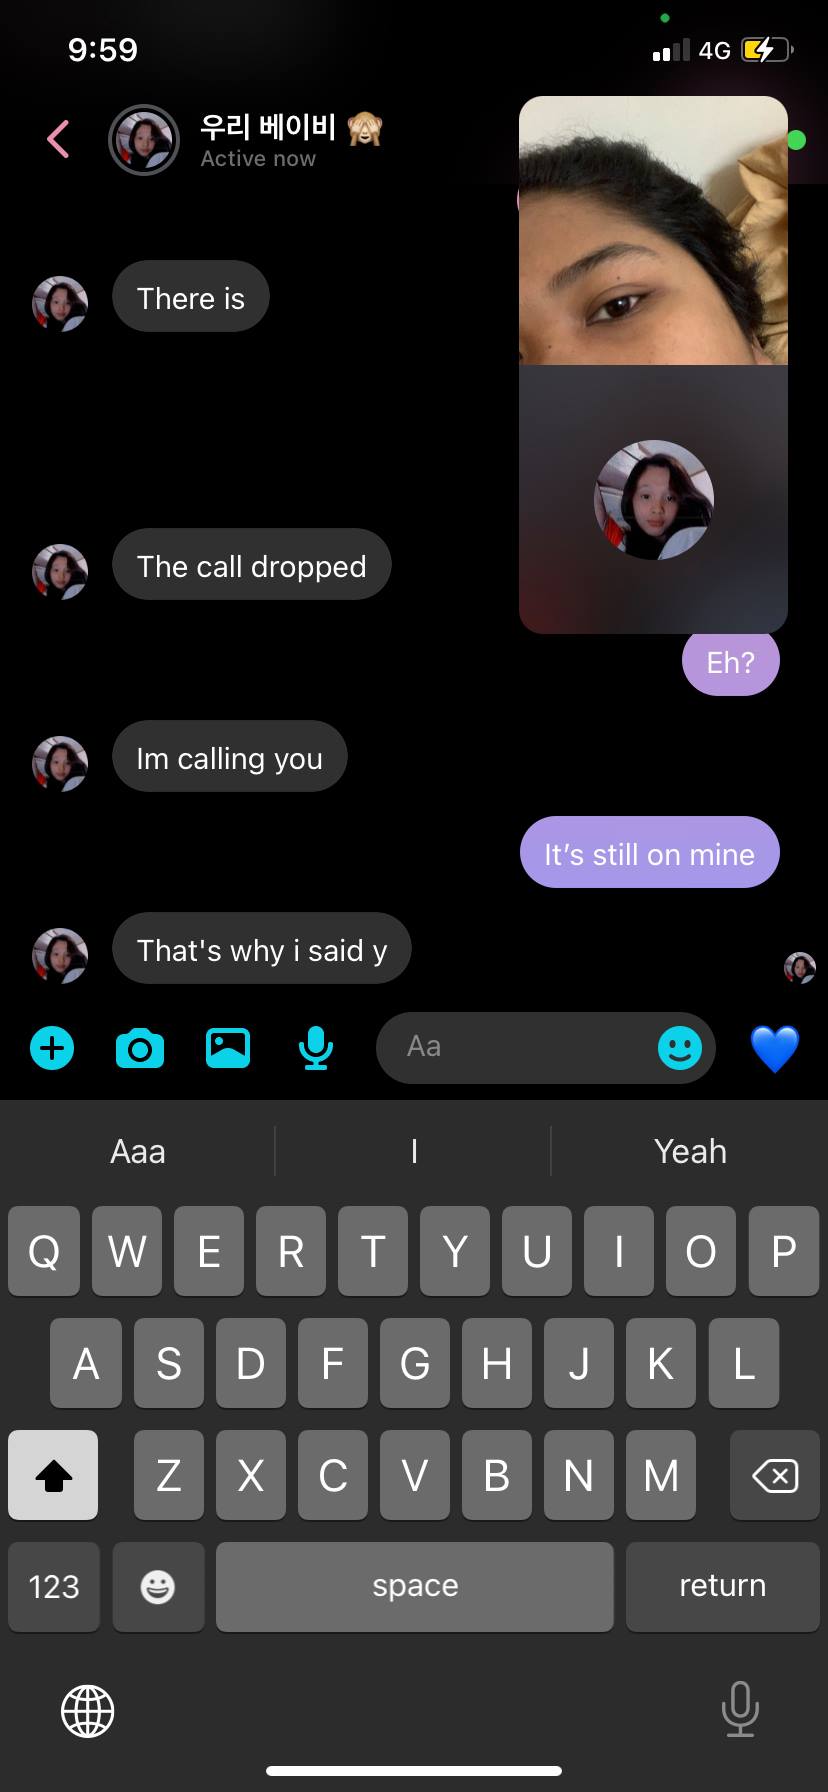 9:59
4G
우리 베이비 🙈
Active now
There is
The call dropped
Eh?
Im calling you
It's still on mine
That's why i said y
Aa
Aaa I Yeah
Q W E R T Y U I O P
A S D F G H J K L
Z X C V B N M
123 space return